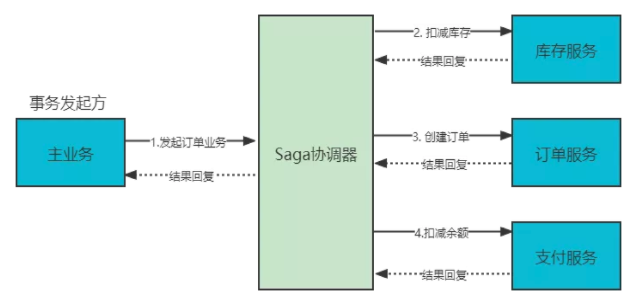 2. 扣减库存
库存服务
结果回复
事务发起方
主业务
1.发起订单业务
结果回复
Saga协调器
3. 创建订单
订单服务
结果回复
4.扣减余额
支付服务
结果回复